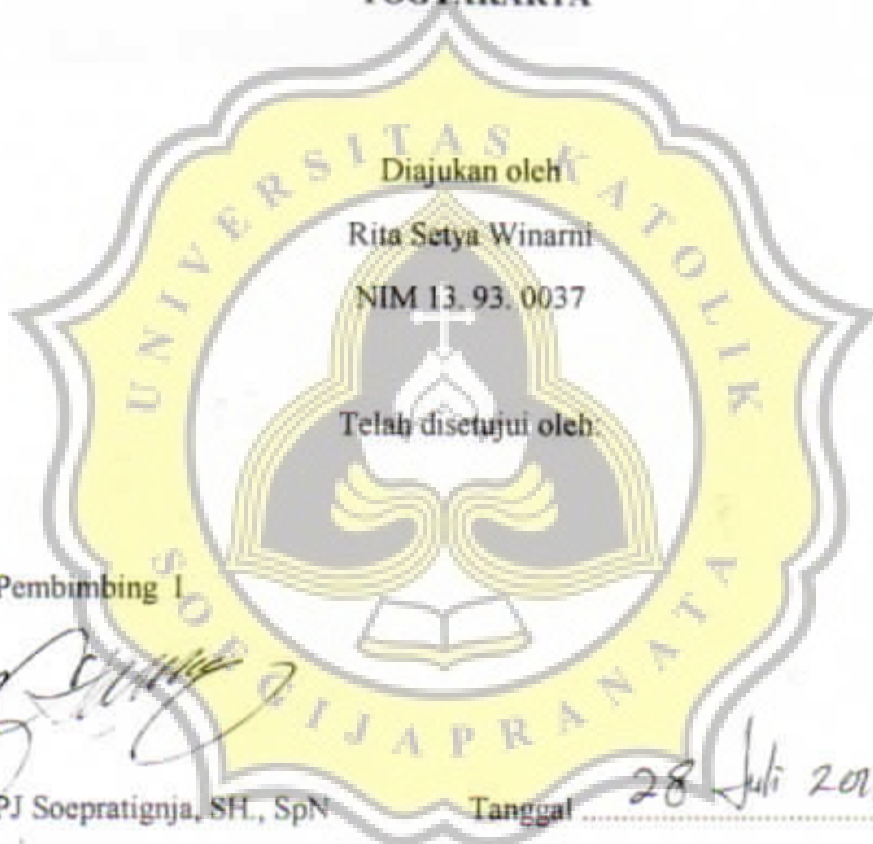 YOGYAKARTA
UNIVERSITAS KATOLIK
SOEGIJAPRANATA
Diajukan oleh
Rita Setya Winarni
NIM 13. 93. 0037
Telah disetujui oleh:
Pembimbing I
PJ Soepratignja, SH., SpN
Tanggal 28 Juli